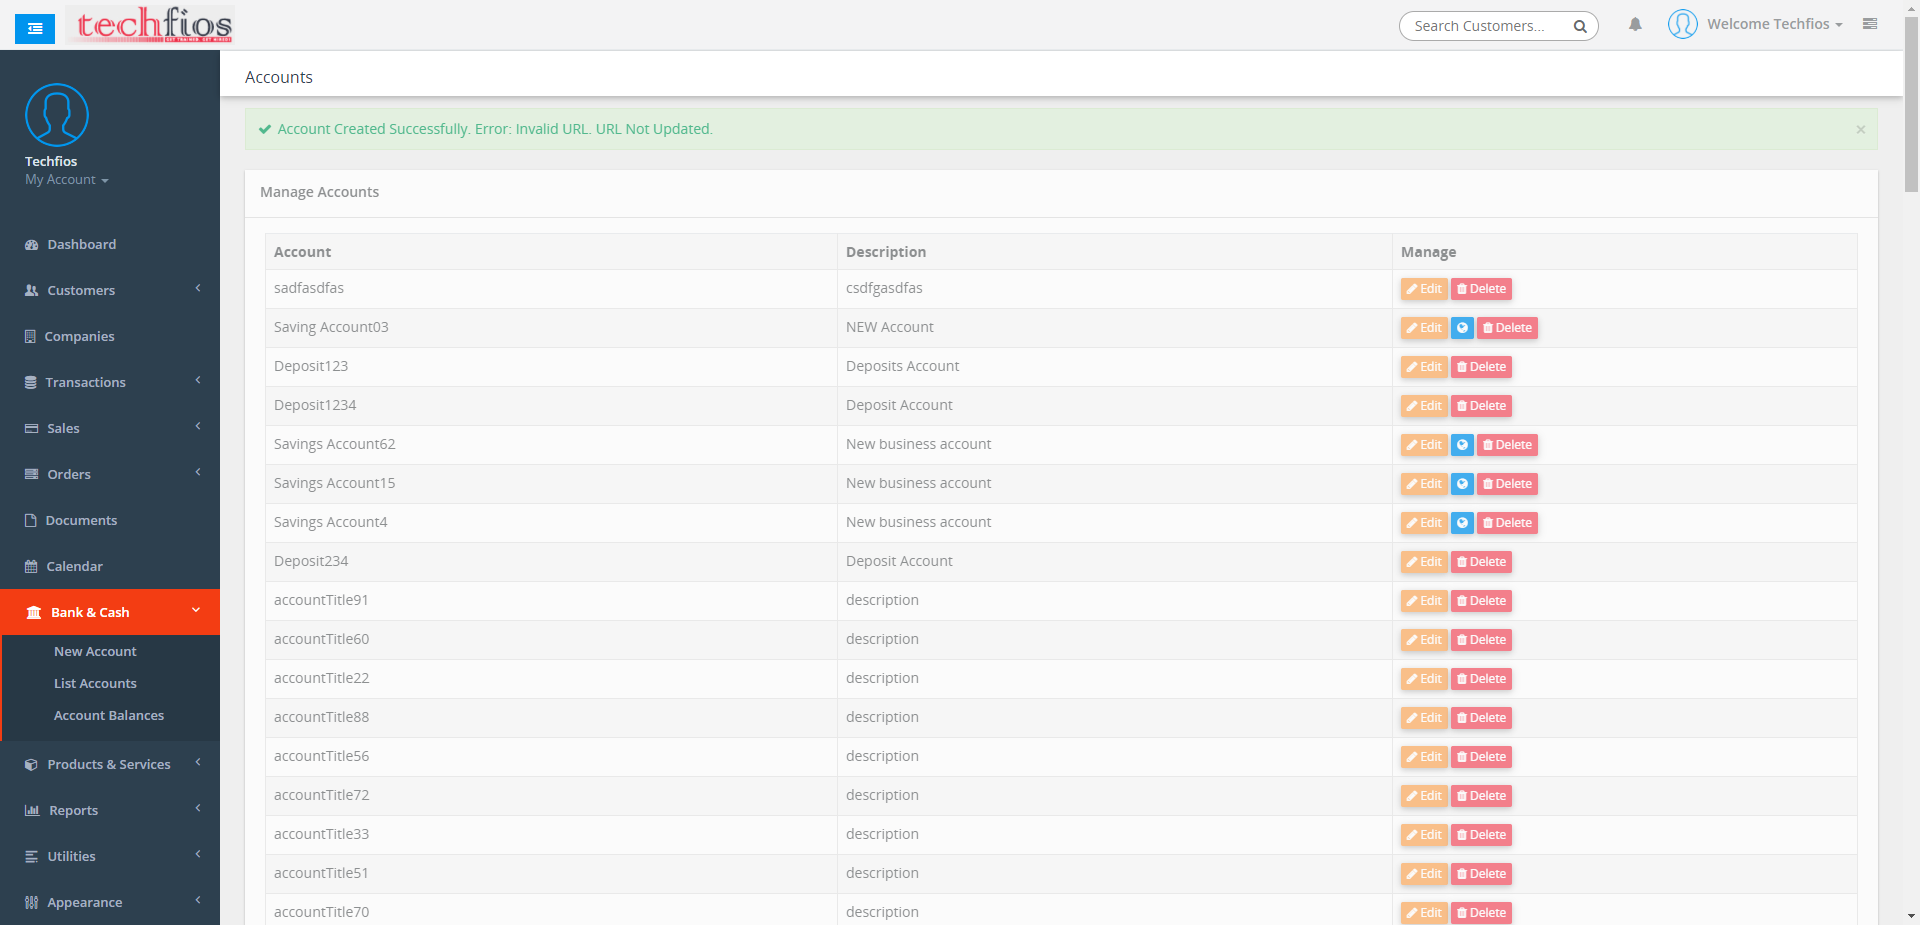 techfios
GET TRAINED. GET HIRED!
Search Customers...
Welcome Techfios
Techfios
My Account
Dashboard
Customers
Companies
Transactions
Sales
Orders
Documents
Calendar
Bank & Cash
New Account
List Accounts
Account Balances
Products & Services
Reports
Utilities
Appearance
Accounts
Account Created Successfully. Error: Invalid URL. URL Not Updated. ×
Manage Accounts
Account Description Manage
sadfasdfas csdfgasdfas Edit Delete
Saving Account03 NEW Account Edit Delete
Deposit123 Deposits Account Edit Delete
Deposit1234 Deposit Account Edit Delete
Savings Account62 New business account Edit Delete
Savings Account15 New business account Edit Delete
Savings Account4 New business account Edit Delete
Deposit234 Deposit Account Edit Delete
accountTitle91 description Edit Delete
accountTitle60 description Edit Delete
accountTitle22 description Edit Delete
accountTitle88 description Edit Delete
accountTitle56 description Edit Delete
accountTitle72 description Edit Delete
accountTitle33 description Edit Delete
accountTitle51 description Edit Delete
accountTitle70 description Edit Delete